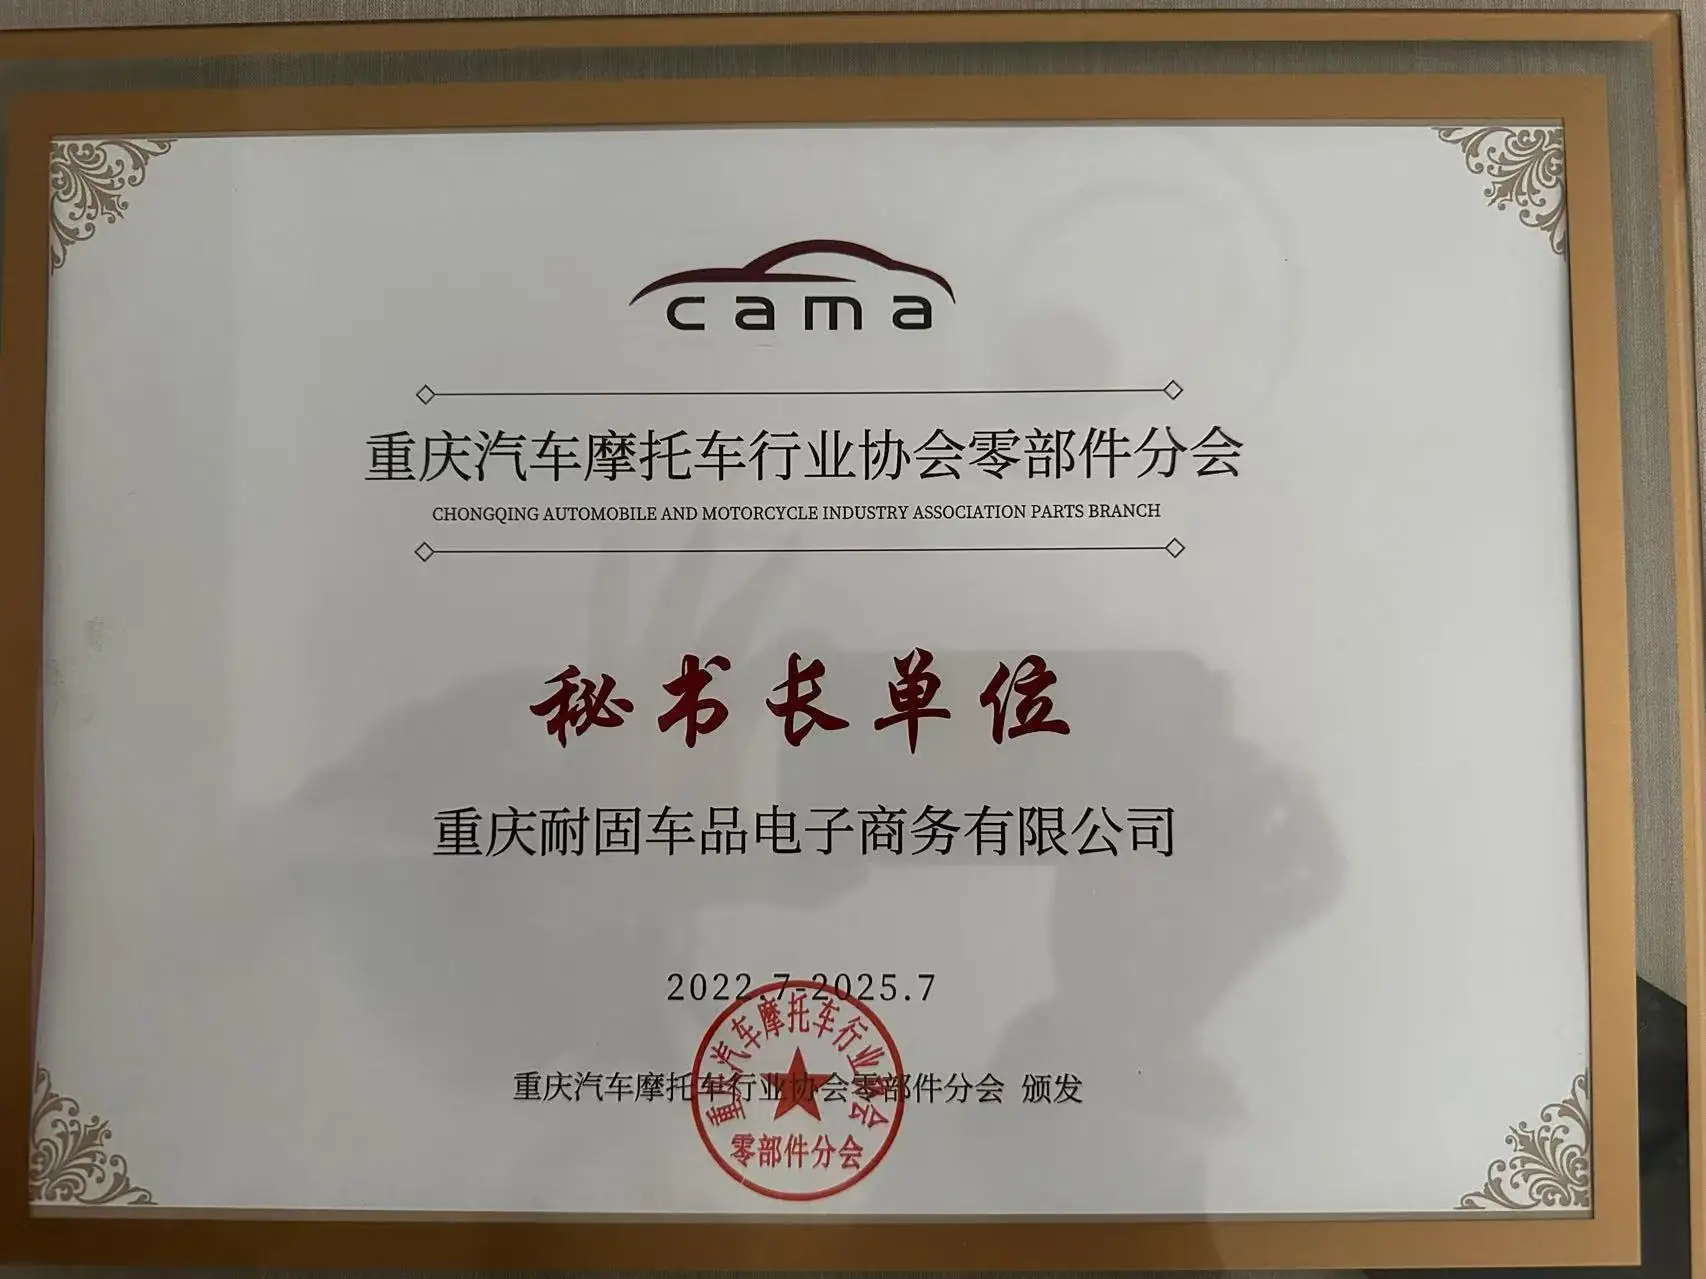 cama
重庆汽车摩托车行业协会零部件分会
CHONGQING AUTOMOBILE AND MOTORCYCLE INDUSTRY ASSOCIATION PARTS BRANCH
秘书长单位
重庆耐固车品电子商务有限公司
2022.7-2025.7
重庆汽车摩托车行业协会零部件分会 颁发
重庆汽车摩托车行业协会
零部件分会